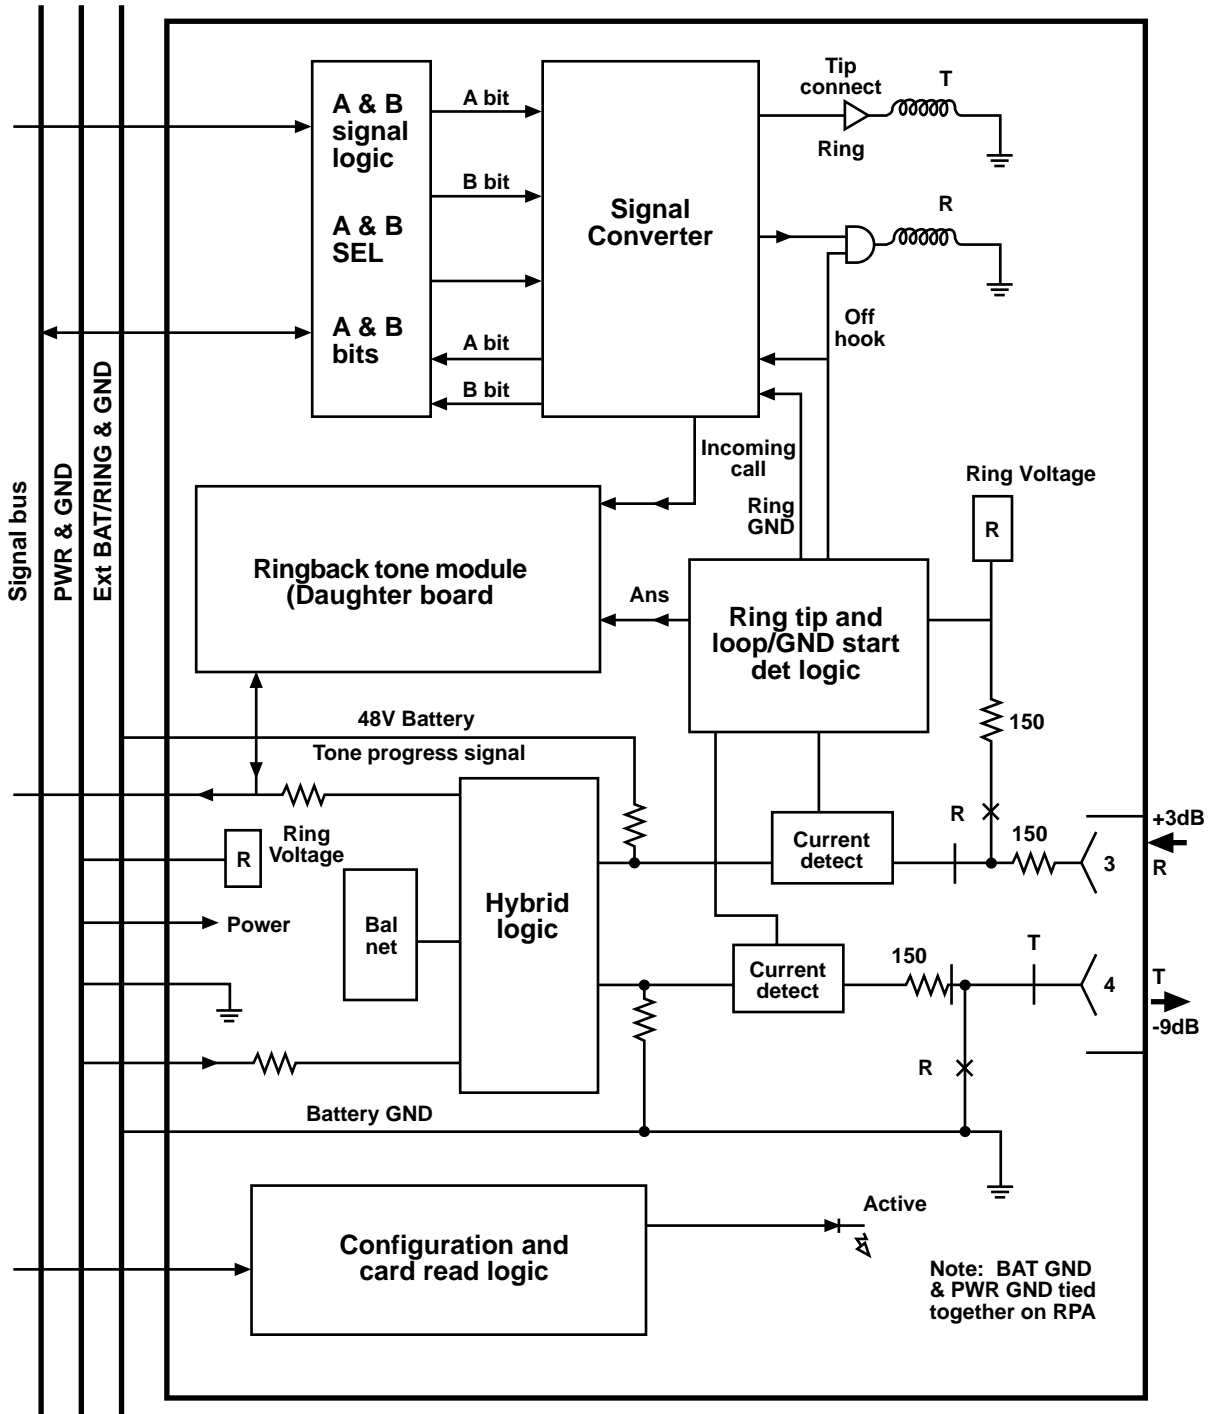 Signal bus
PWR & GND
Ext BAT/RING & GND
A & B
signal
logic
A & B
SEL
A & B
bits
A bit
B bit
A bit
B bit
Signal
Converter
Tip
connect
Ring
T
R
Off
hook
Incoming
call
Ring
GND
Ring Voltage
R
Ringback tone module
(Daughter board
Ans
Ring tip and
loop/GND start
det logic
150
48V Battery
Tone progress signal
Ring
Voltage
R
Power
Bal
net
Hybrid
logic
Current
detect
R
150
3
+3dB
R
Current
detect
150
T
4
T
-9dB
R
Battery GND
Configuration and
card read logic
Active
Note: BAT GND
& PWR GND tied
together on RPA